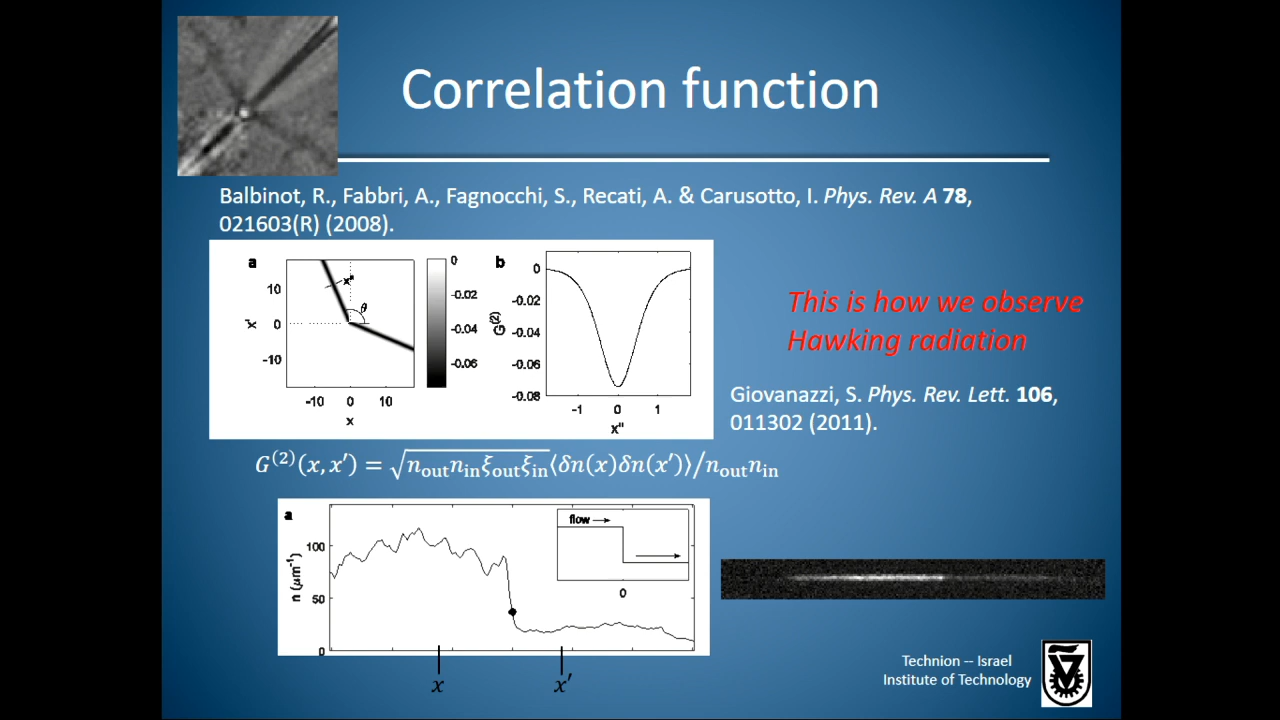 Correlation function
Balbinot, R., Fabbri, A., Fagnocchi, S., Recati, A. & Carusotto, I. Phys. Rev. A 78,
021603(R) (2008).
a
x"
θ
10
0
-10
x'
-10 0 10
x
0
-0.02
-0.04
-0.06
b
0
-0.02
-0.04
-0.06
-0.08
G(2)
-1 0 1
x"
This is how we observe
Hawking radiation
Giovanazzi, S. Phys. Rev. Lett. 106,
011302 (2011).
G⁽²⁾(x, x′) = √(n_out n_in ξ_out ξ_in)⟨δn(x)δn(x′)⟩/n_out n_in
a
100
50
0
n (μm⁻¹)
flow
0
x
x′
Technion -- Israel
Institute of Technology